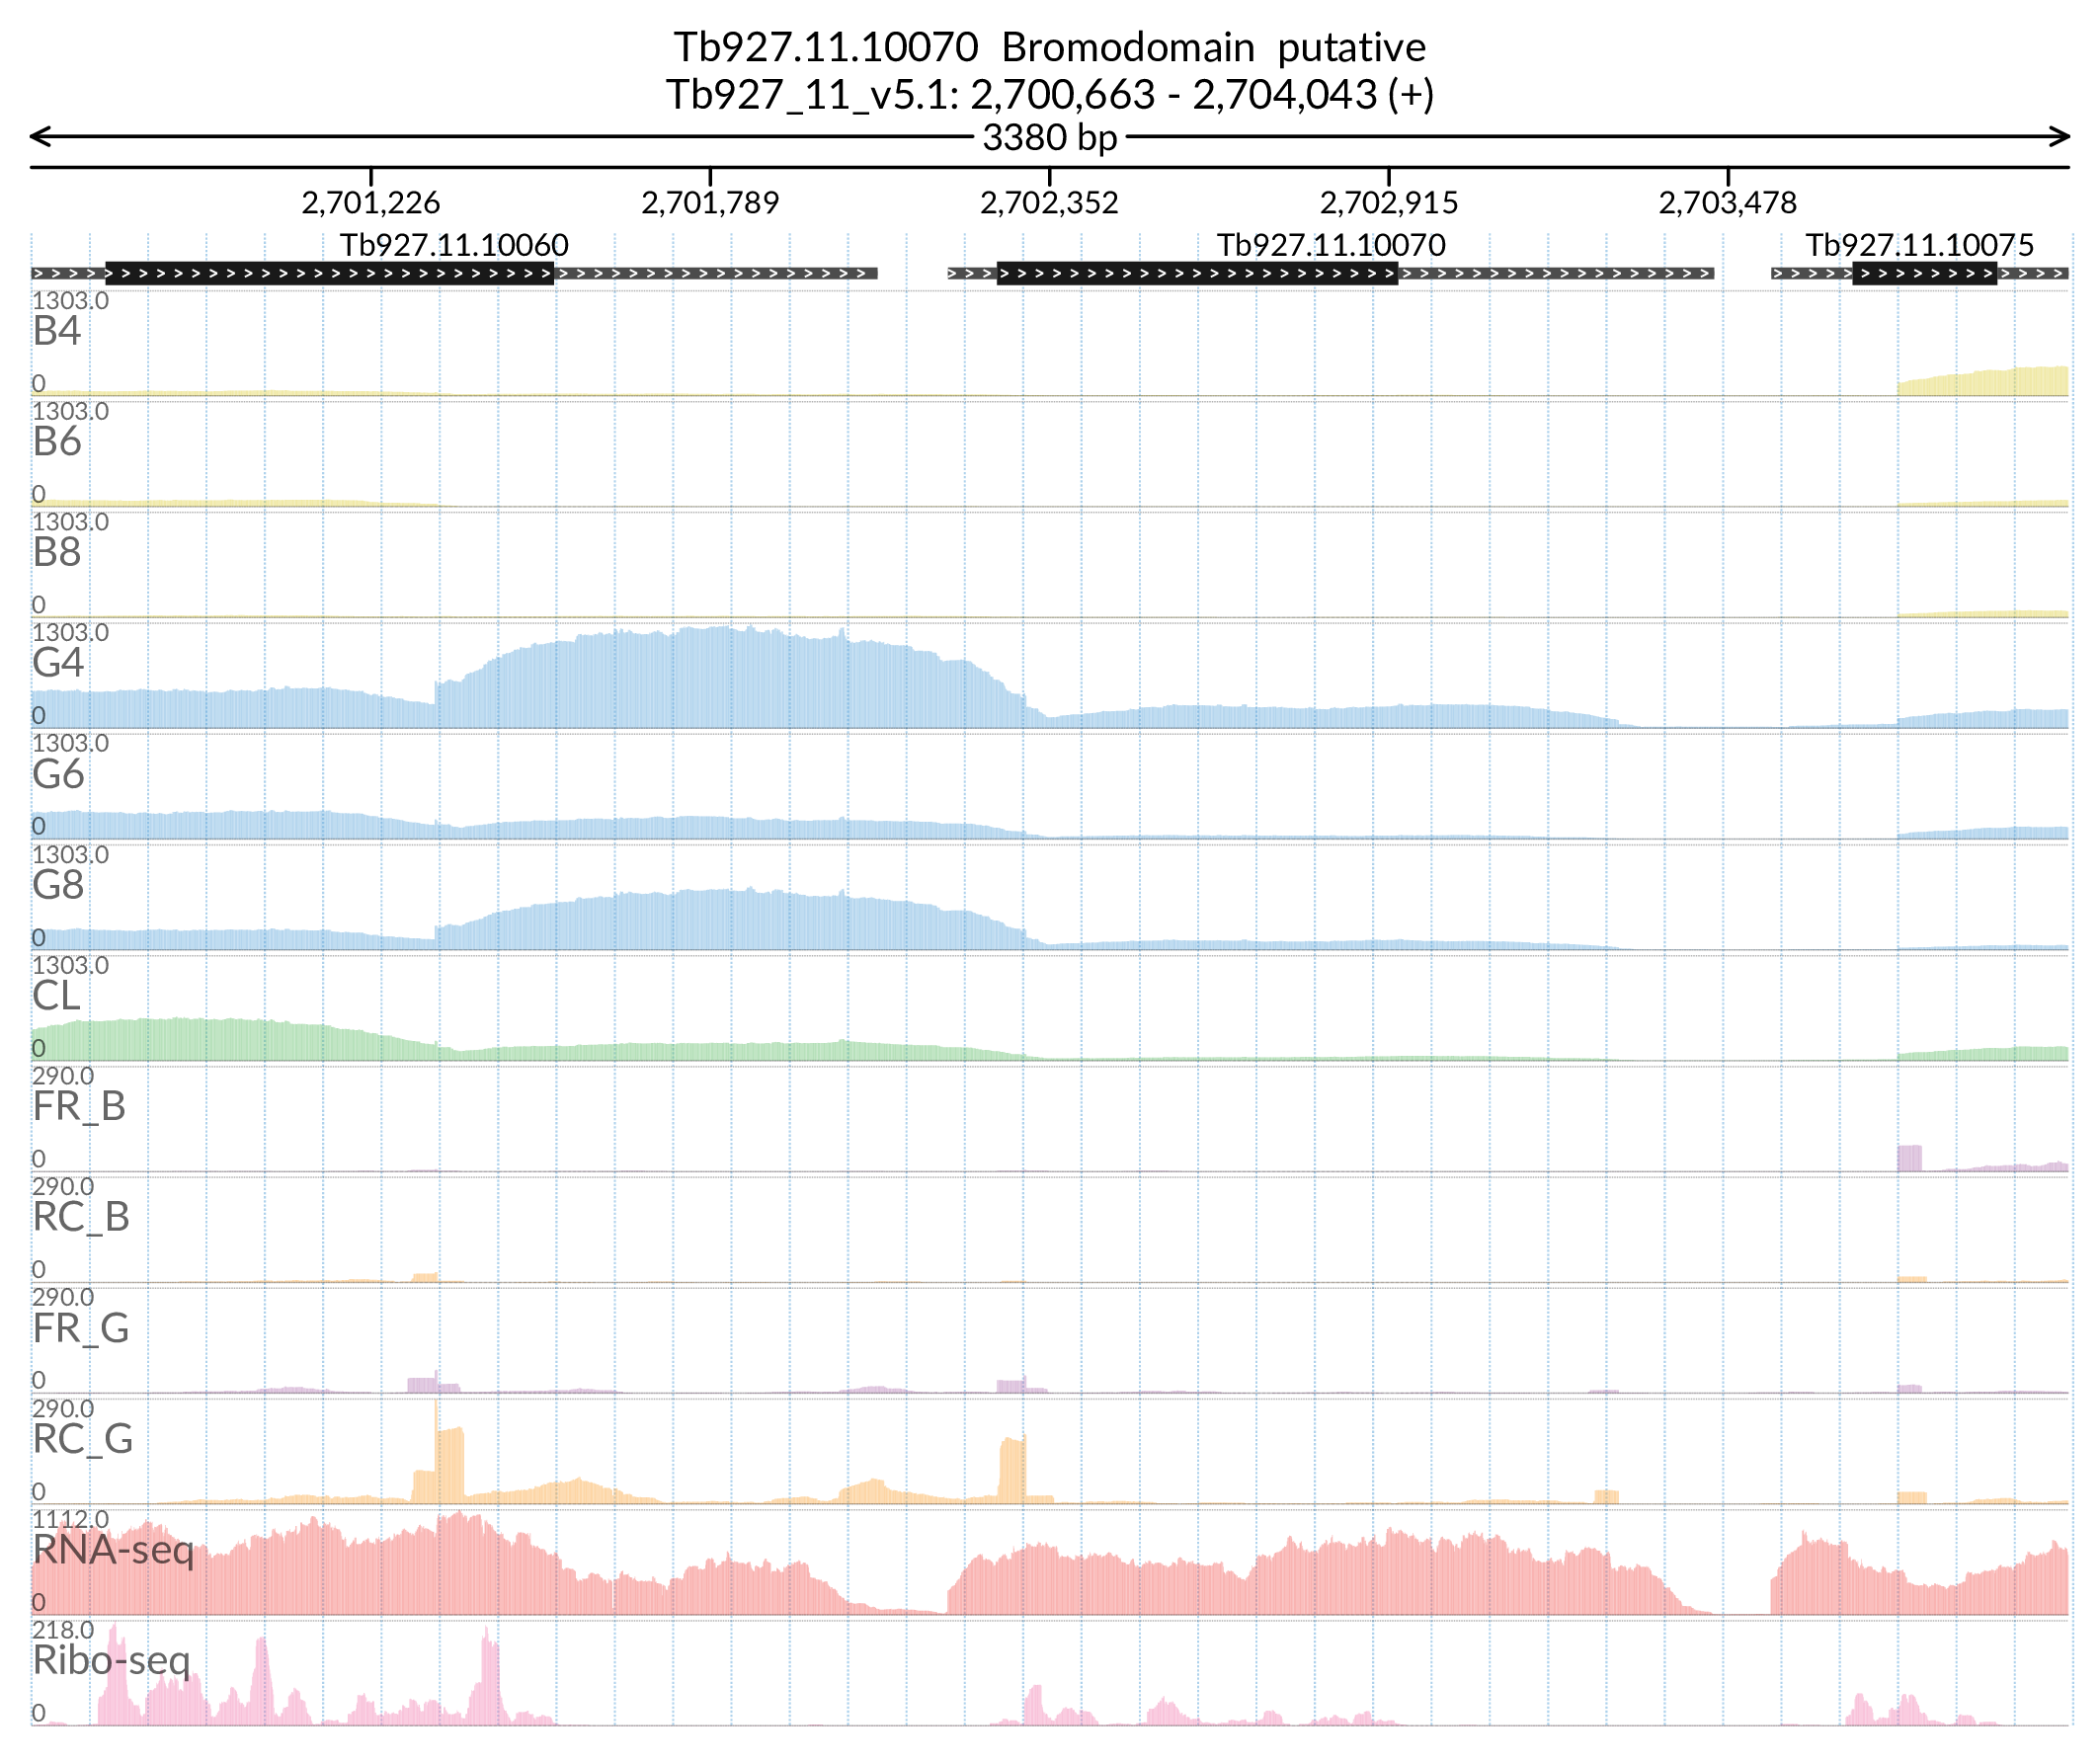 Tb927.11.10070 Bromodomain putative
Tb927_11_v5.1: 2,700,663 - 2,704,043 (+)
3380 bp
2,701,226 2,701,789 2,702,352 2,702,915 2,703,478
Tb927.11.10060 Tb927.11.10070 Tb927.11.10075
1303.0
B4
0
1303.0
B6
0
1303.0
B8
0
1303.0
G4
0
1303.0
G6
0
1303.0
G8
0
1303.0
CL
0
290.0
FR_B
0
290.0
RC_B
0
290.0
FR_G
0
290.0
RC_G
0
1112.0
RNA-seq
0
218.0
Ribo-seq
0